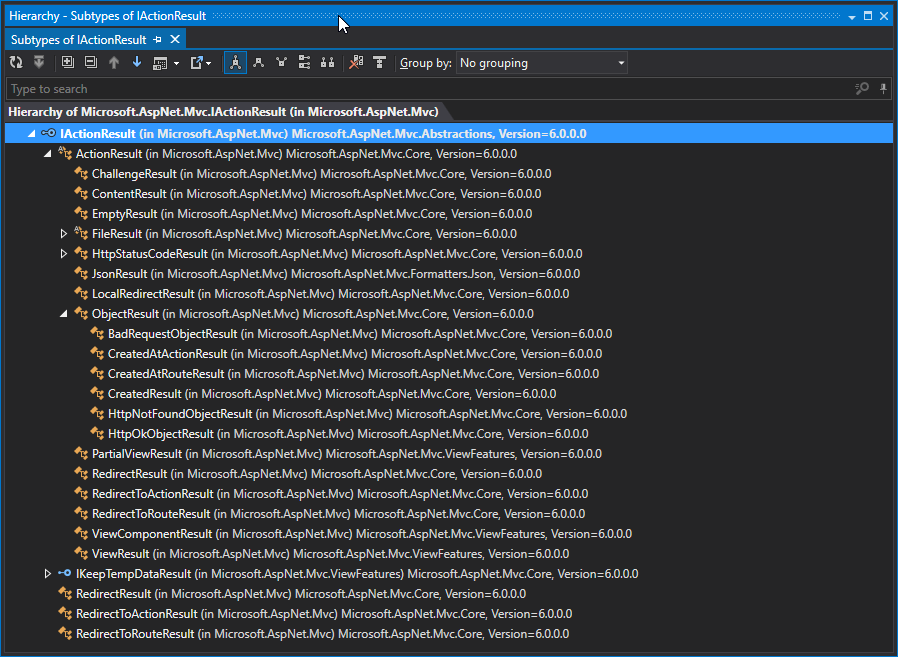 Hierarchy - Subtypes of IActionResult
Subtypes of IActionResult
Group by: No grouping
Type to search
Hierarchy of Microsoft.AspNet.Mvc.IActionResult (in Microsoft.AspNet.Mvc)
IActionResult (in Microsoft.AspNet.Mvc) Microsoft.AspNet.Mvc.Abstractions, Version=6.0.0.0
ActionResult (in Microsoft.AspNet.Mvc) Microsoft.AspNet.Mvc.Core, Version=6.0.0.0
ChallengeResult (in Microsoft.AspNet.Mvc) Microsoft.AspNet.Mvc.Core, Version=6.0.0.0
ContentResult (in Microsoft.AspNet.Mvc) Microsoft.AspNet.Mvc.Core, Version=6.0.0.0
EmptyResult (in Microsoft.AspNet.Mvc) Microsoft.AspNet.Mvc.Core, Version=6.0.0.0
FileResult (in Microsoft.AspNet.Mvc) Microsoft.AspNet.Mvc.Core, Version=6.0.0.0
HttpStatusCodeResult (in Microsoft.AspNet.Mvc) Microsoft.AspNet.Mvc.Core, Version=6.0.0.0
JsonResult (in Microsoft.AspNet.Mvc) Microsoft.AspNet.Mvc.Formatters.Json, Version=6.0.0.0
LocalRedirectResult (in Microsoft.AspNet.Mvc) Microsoft.AspNet.Mvc.Core, Version=6.0.0.0
ObjectResult (in Microsoft.AspNet.Mvc) Microsoft.AspNet.Mvc.Core, Version=6.0.0.0
BadRequestObjectResult (in Microsoft.AspNet.Mvc) Microsoft.AspNet.Mvc.Core, Version=6.0.0.0
CreatedAtActionResult (in Microsoft.AspNet.Mvc) Microsoft.AspNet.Mvc.Core, Version=6.0.0.0
CreatedAtRouteResult (in Microsoft.AspNet.Mvc) Microsoft.AspNet.Mvc.Core, Version=6.0.0.0
CreatedResult (in Microsoft.AspNet.Mvc) Microsoft.AspNet.Mvc.Core, Version=6.0.0.0
HttpNotFoundObjectResult (in Microsoft.AspNet.Mvc) Microsoft.AspNet.Mvc.Core, Version=6.0.0.0
HttpOkObjectResult (in Microsoft.AspNet.Mvc) Microsoft.AspNet.Mvc.Core, Version=6.0.0.0
PartialViewResult (in Microsoft.AspNet.Mvc) Microsoft.AspNet.Mvc.ViewFeatures, Version=6.0.0.0
RedirectResult (in Microsoft.AspNet.Mvc) Microsoft.AspNet.Mvc.Core, Version=6.0.0.0
RedirectToActionResult (in Microsoft.AspNet.Mvc) Microsoft.AspNet.Mvc.Core, Version=6.0.0.0
RedirectToRouteResult (in Microsoft.AspNet.Mvc) Microsoft.AspNet.Mvc.Core, Version=6.0.0.0
ViewComponentResult (in Microsoft.AspNet.Mvc) Microsoft.AspNet.Mvc.ViewFeatures, Version=6.0.0.0
ViewResult (in Microsoft.AspNet.Mvc) Microsoft.AspNet.Mvc.ViewFeatures, Version=6.0.0.0
IKeepTempDataResult (in Microsoft.AspNet.Mvc.ViewFeatures) Microsoft.AspNet.Mvc.Core, Version=6.0.0.0
RedirectResult (in Microsoft.AspNet.Mvc) Microsoft.AspNet.Mvc.Core, Version=6.0.0.0
RedirectToActionResult (in Microsoft.AspNet.Mvc) Microsoft.AspNet.Mvc.Core, Version=6.0.0.0
RedirectToRouteResult (in Microsoft.AspNet.Mvc) Microsoft.AspNet.Mvc.Core, Version=6.0.0.0